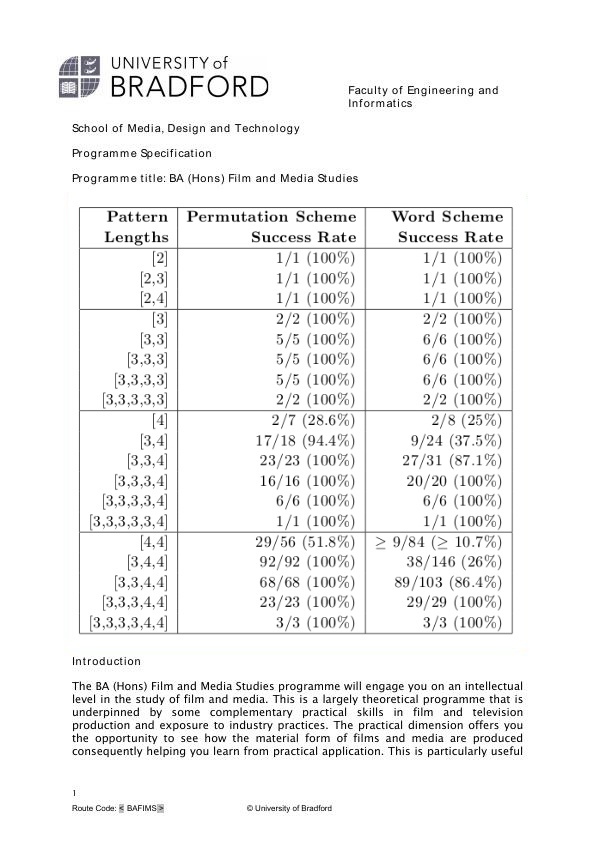 UNIVERSITY of
BRADFORD
Faculty of Engineering and
Informatics
School of Media, Design and Technology
Programme Specification
Programme title: BA (Hons) Film and Media Studies
Pattern Permutation Scheme Word Scheme
Lengths Success Rate Success Rate
[2] 1/1 (100%) 1/1 (100%)
[2,3] 1/1 (100%) 1/1 (100%)
[2,4] 1/1 (100%) 1/1 (100%)
[3] 2/2 (100%) 2/2 (100%)
[3,3] 5/5 (100%) 6/6 (100%)
[3,3,3] 5/5 (100%) 6/6 (100%)
[3,3,3,3] 5/5 (100%) 6/6 (100%)
[3,3,3,3,3] 2/2 (100%) 2/2 (100%)
[4] 2/7 (28.6%) 2/8 (25%)
[3,4] 17/18 (94.4%) 9/24 (37.5%)
[3,3,4] 23/23 (100%) 27/31 (87.1%)
[3,3,3,4] 16/16 (100%) 20/20 (100%)
[3,3,3,3,4] 6/6 (100%) 6/6 (100%)
[3,3,3,3,3,4] 1/1 (100%) 1/1 (100%)
[4,4] 29/56 (51.8%) ≥ 9/84 (≥ 10.7%)
[3,4,4] 92/92 (100%) 38/146 (26%)
[3,3,4,4] 68/68 (100%) 89/103 (86.4%)
[3,3,3,4,4] 23/23 (100%) 29/29 (100%)
[3,3,3,3,4,4] 3/3 (100%) 3/3 (100%)
Introduction
The BA (Hons) Film and Media Studies programme will engage you on an intellectual
level in the study of film and media. This is a largely theoretical programme that is
underpinned by some complementary practical skills in film and television
production and exposure to industry practices. The practical dimension offers you
the opportunity to see how the material form of films and media are produced
consequently helping you learn from practical application. This is particularly useful
1
Route Code: < BAFIMS> © University of Bradford